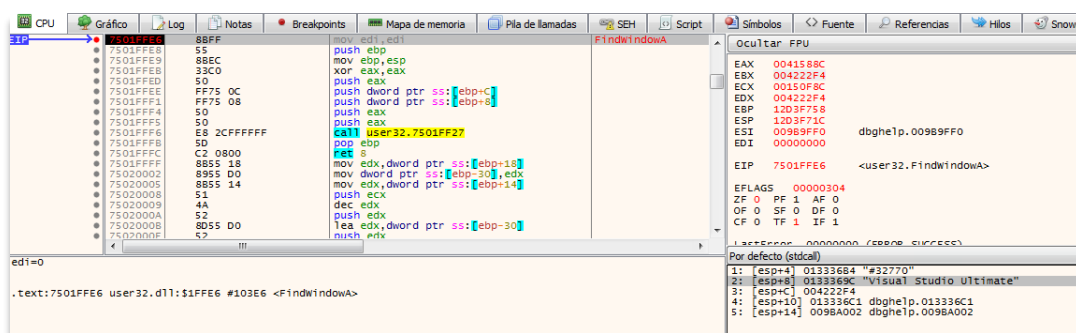 CPU Gráfico Log Notas Breakpoints Mapa de memoria Pila de llamadas SEH Script Símbolos Fuente Referencias Hilos Snow
EIP 7501FFE6 8BFF mov edi,edi FindWindowA
7501FFE8 55 push ebp
7501FFE9 8BEC mov ebp,esp
7501FFEB 33C0 xor eax,eax
7501FFED 50 push eax
7501FFEE FF75 0C push dword ptr ss:[ebp+C]
7501FFF1 FF75 08 push dword ptr ss:[ebp+8]
7501FFF4 50 push eax
7501FFF5 50 push eax
7501FFF6 E8 2CFFFFFF call user32.7501FF27
7501FFFB 5D pop ebp
7501FFFC C2 0800 ret 8
7501FFFF 8B55 18 mov edx,dword ptr ss:[ebp+18]
75020002 8955 D0 mov dword ptr ss:[ebp-30],edx
75020005 8B55 14 mov edx,dword ptr ss:[ebp+14]
75020008 51 push ecx
75020009 4A dec edx
7502000A 52 push edx
7502000B 8D55 D0 lea edx,dword ptr ss:[ebp-30]
7502000E 52 push edx
Ocultar FPU
EAX 0041588C
EBX 004222F4
ECX 00150F8C
EDX 004222F4
EBP 12D3F758
ESP 12D3F71C
ESI 009B9FF0 dbghelp.009B9FF0
EDI 00000000
EIP 7501FFE6 <user32.FindWindowA>
EFLAGS 00000304
ZF 0 PF 1 AF 0
OF 0 SF 0 DF 0
CF 0 TF 1 IF 1
LastError 00000000 (ERROR_SUCCESS)
edi=0
.text:7501FFE6 user32.dll:$1FFE6 #103E6 <FindWindowA>
Por defecto (stdcall)
1: [esp+4] 013336B4 "#32770"
2: [esp+8] 0133369C "Visual Studio Ultimate"
3: [esp+C] 004222F4
4: [esp+10] 013336C1 dbghelp.013336C1
5: [esp+14] 009BA002 dbghelp.009BA002